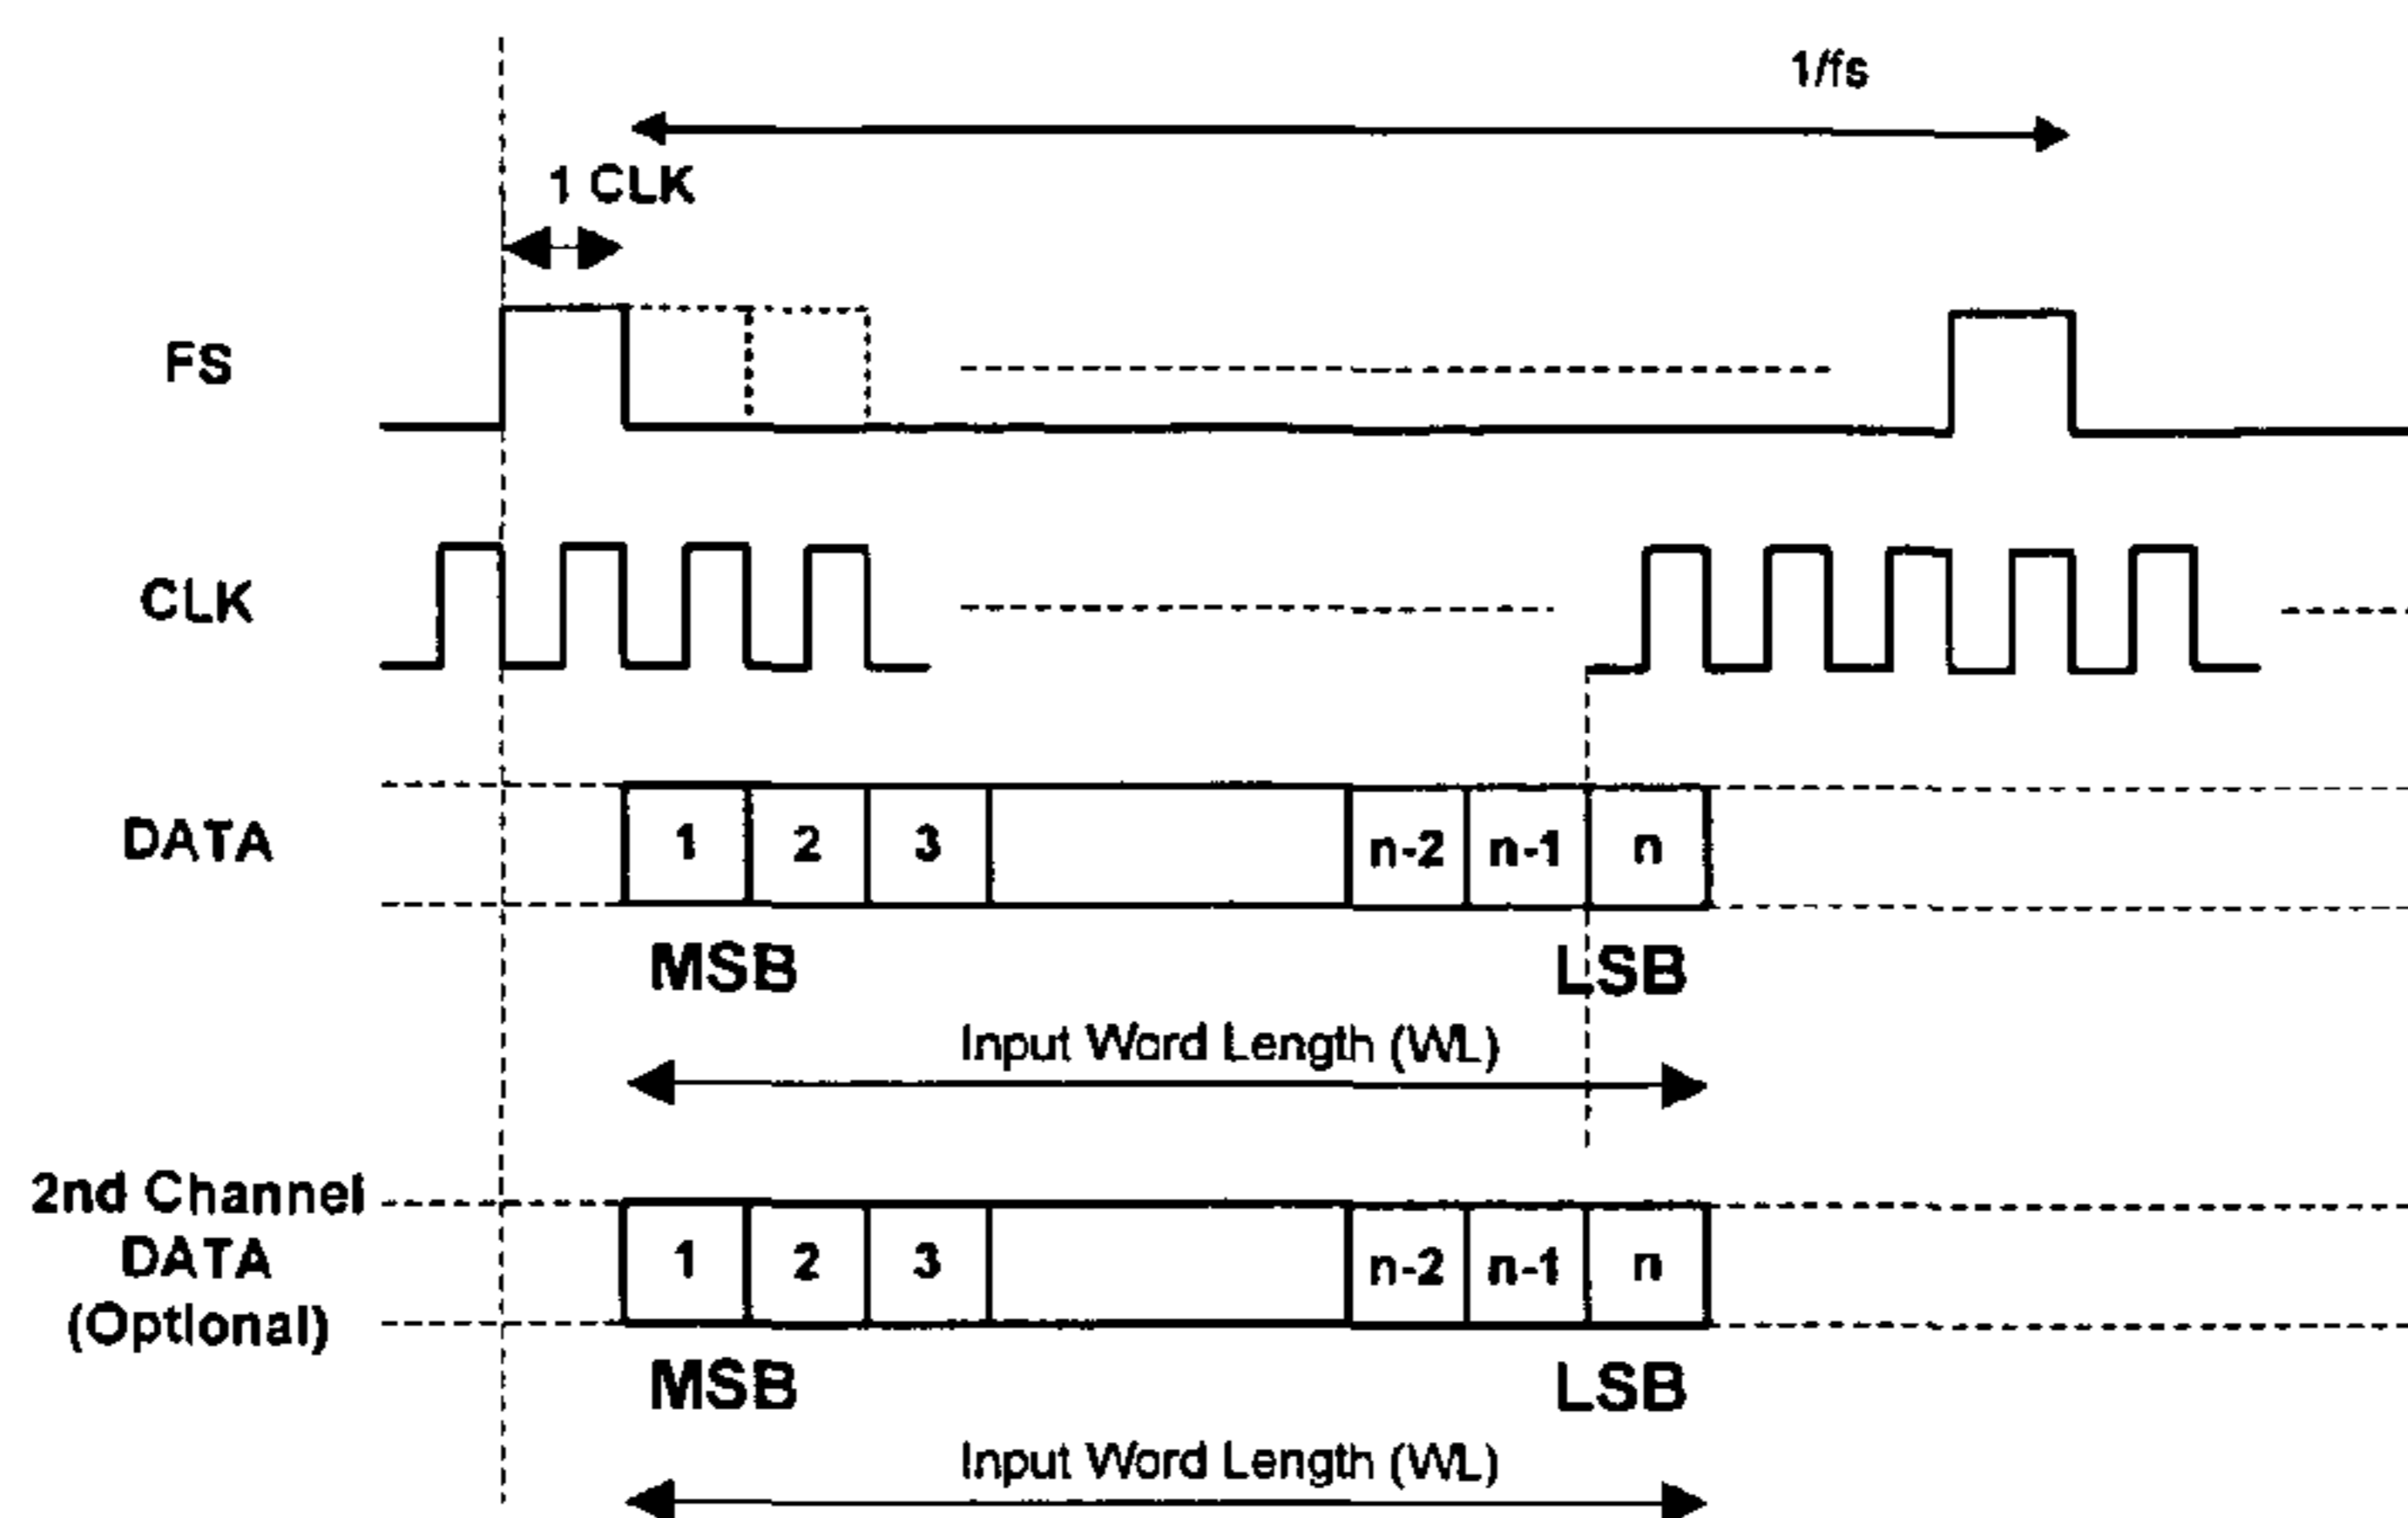 1/fs
1 CLK
FS
CLK
DATA
1 2 3 n-2 n-1 n
MSB LSB
Input Word Length (WL)
2nd Channel
DATA
(Optional)
1 2 3 n-2 n-1 n
MSB LSB
Input Word Length (WL)